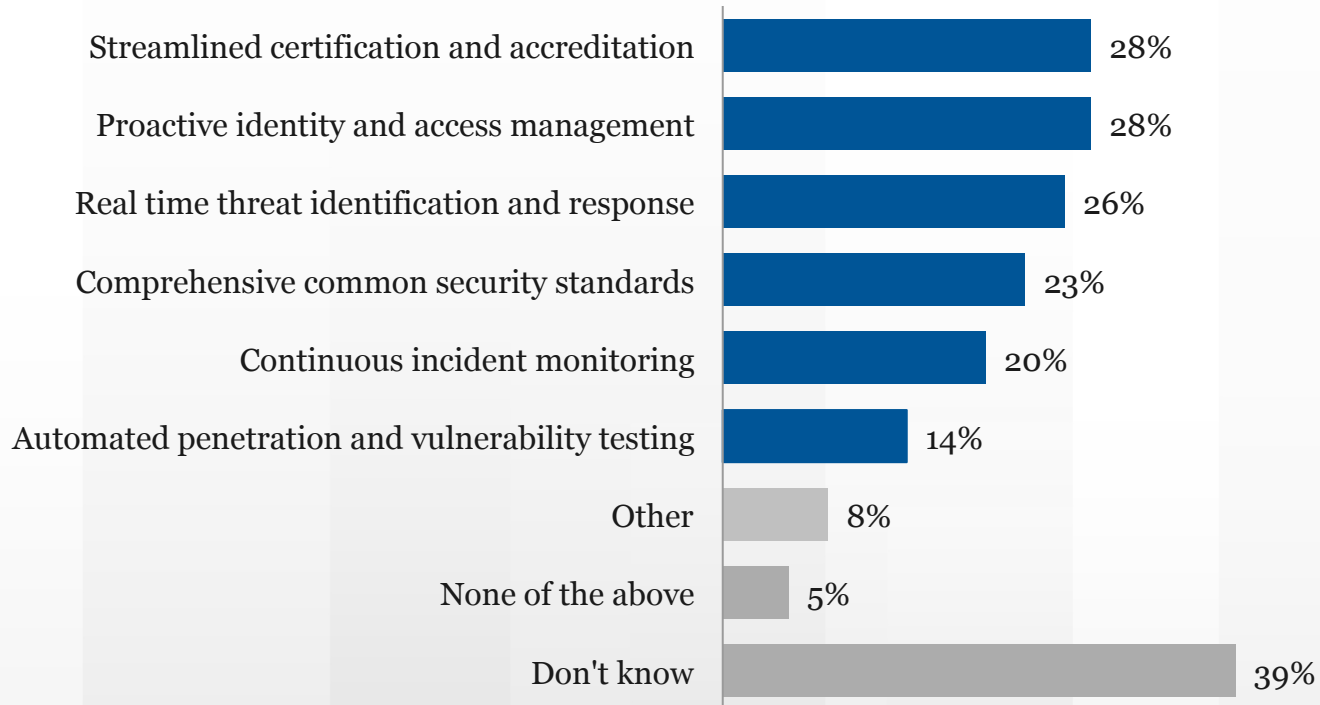 Streamlined certification and accreditation 28%
Proactive identity and access management 28%
Real time threat identification and response 26%
Comprehensive common security standards 23%
Continuous incident monitoring 20%
Automated penetration and vulnerability testing 14%
Other 8%
None of the above 5%
Don't know 39%